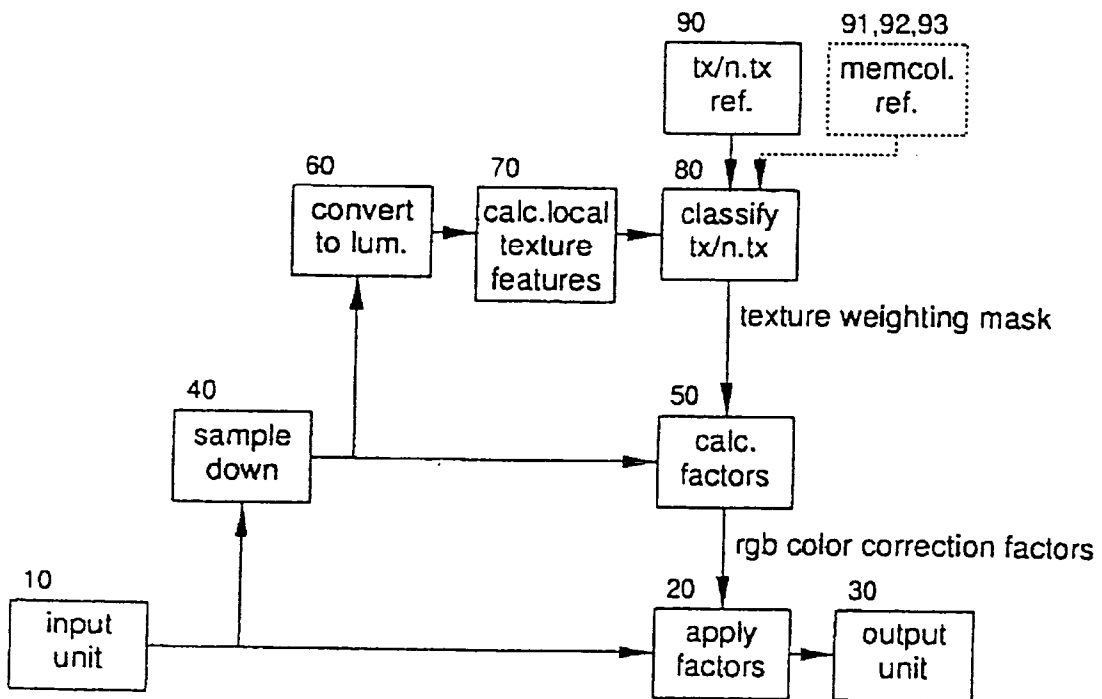 90
91,92,93
tx/n.tx
ref.
memcol.
ref.
60
70
80
convert
to lum.
calc.local
texture
features
classify
tx/n.tx
texture weighting mask
40
50
sample
down
calc.
factors
rgb color correction factors
10
20
30
input
unit
apply
factors
output
unit